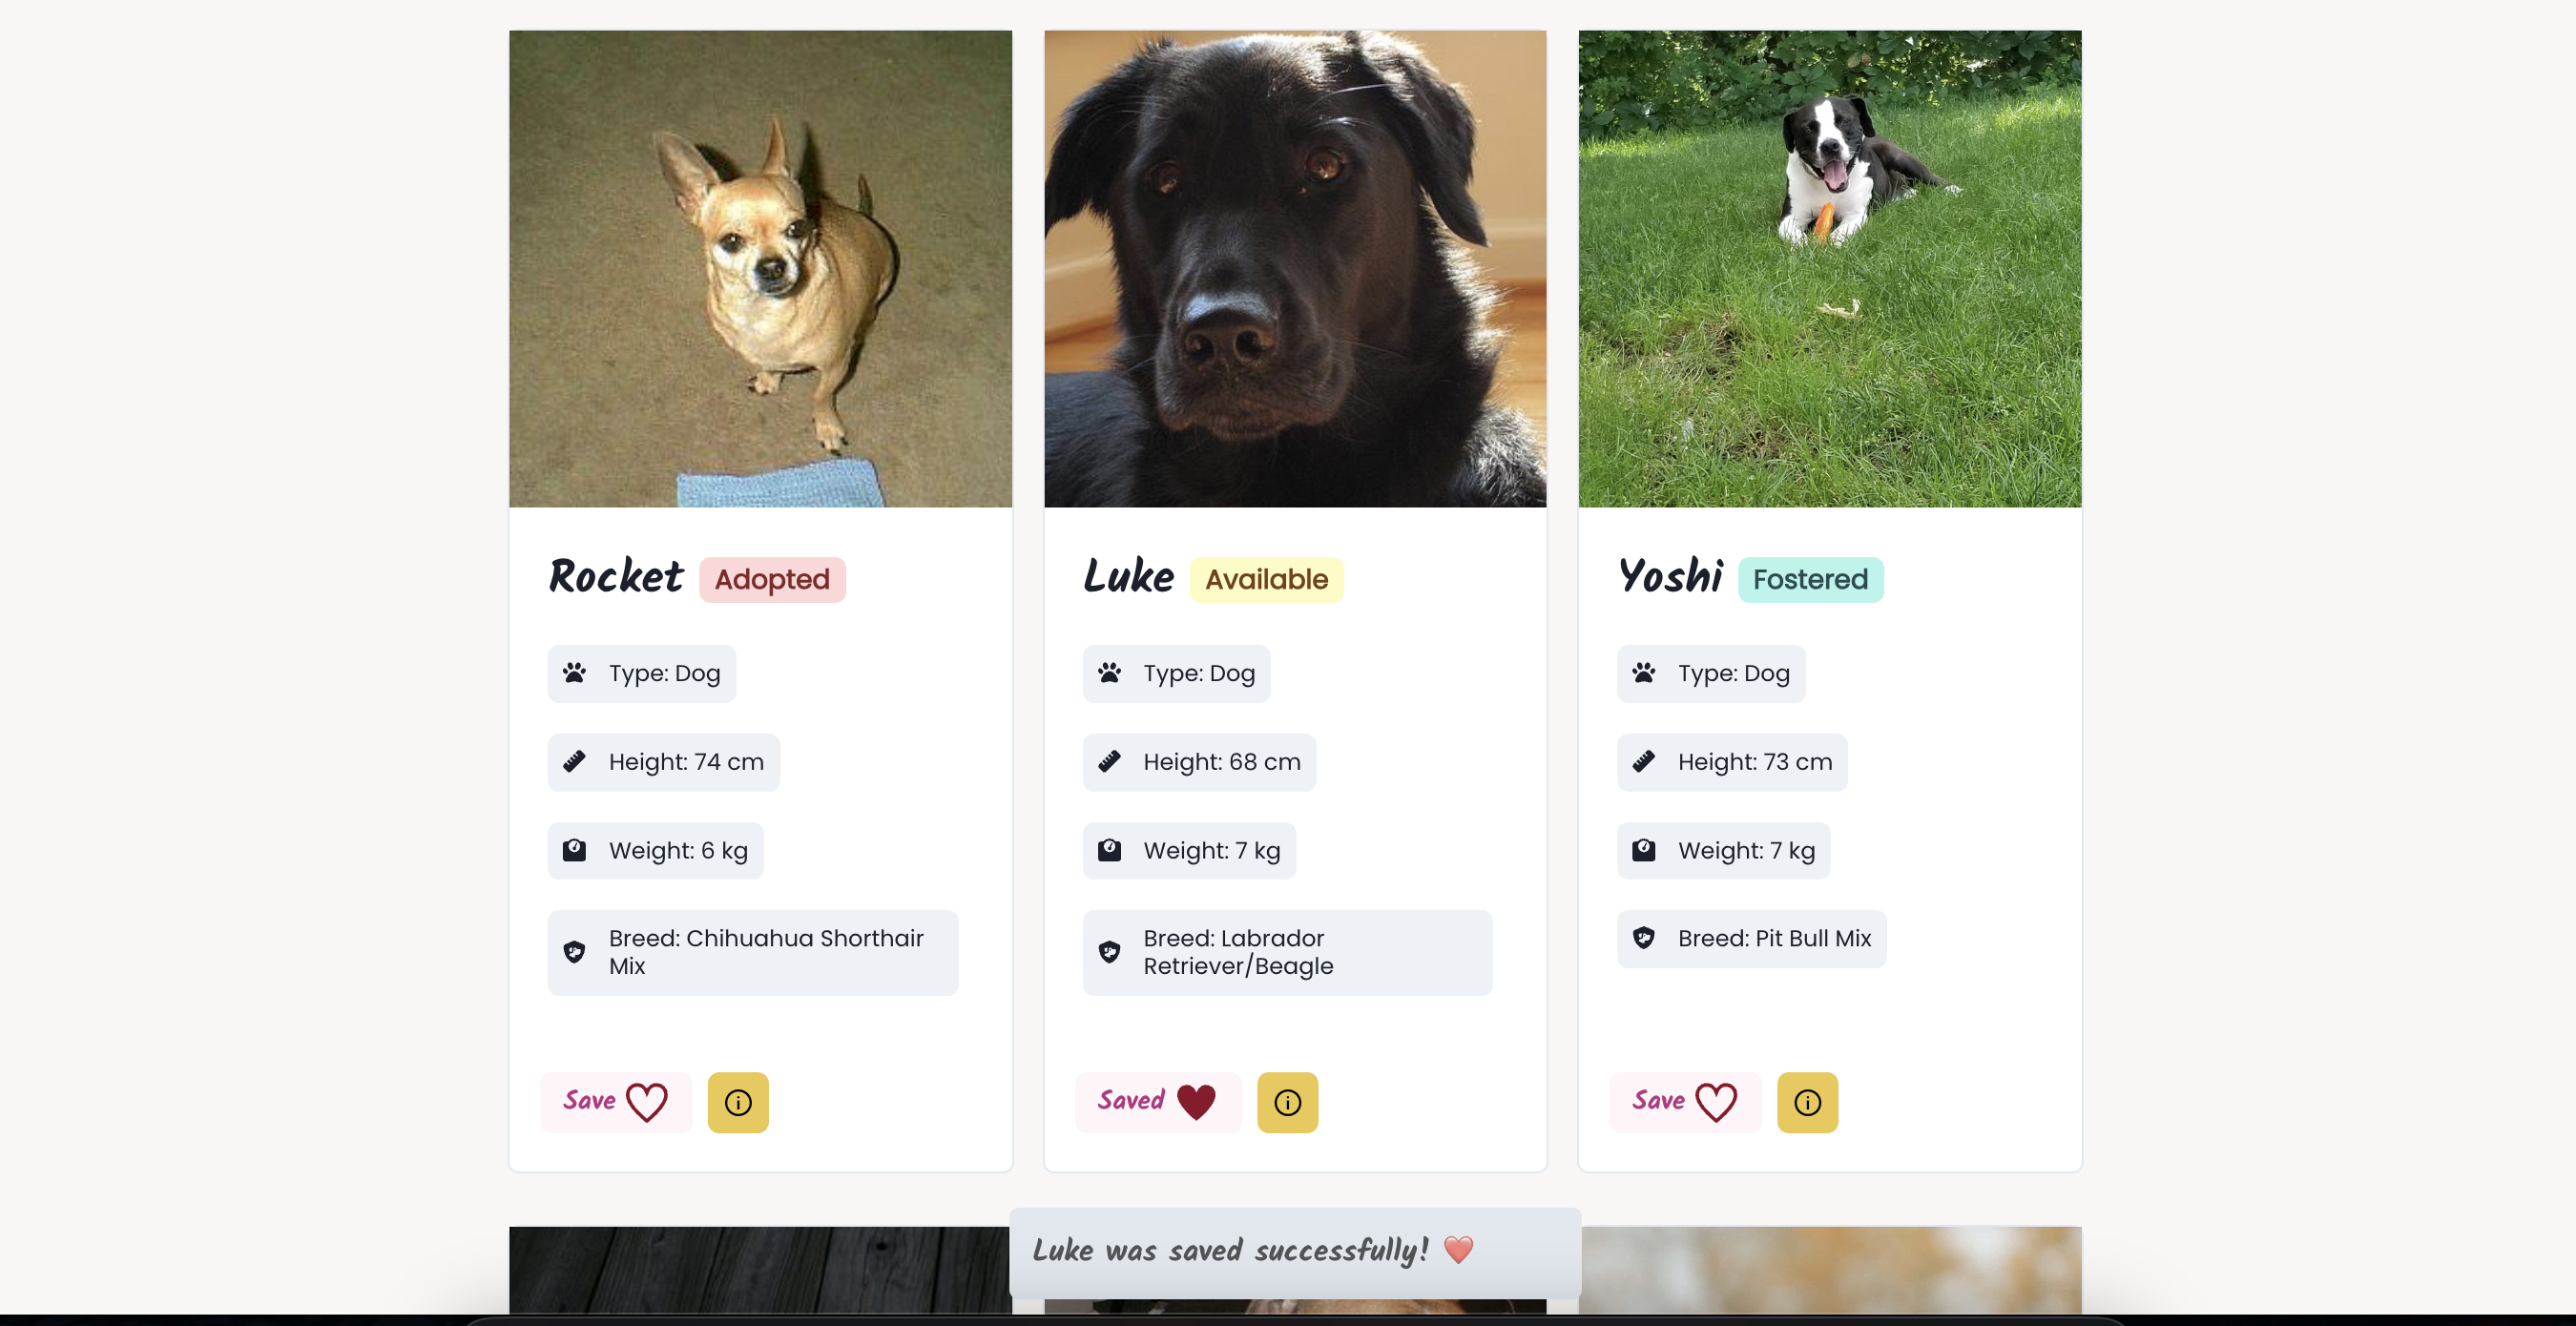 Rocket Adopted
Type: Dog
Height: 74 cm
Weight: 6 kg
Breed: Chihuahua Shorthair
Mix
Save
Luke Available
Type: Dog
Height: 68 cm
Weight: 7 kg
Breed: Labrador
Retriever/Beagle
Saved
Yoshi Fostered
Type: Dog
Height: 73 cm
Weight: 7 kg
Breed: Pit Bull Mix
Save
Luke was saved successfully! ❤️